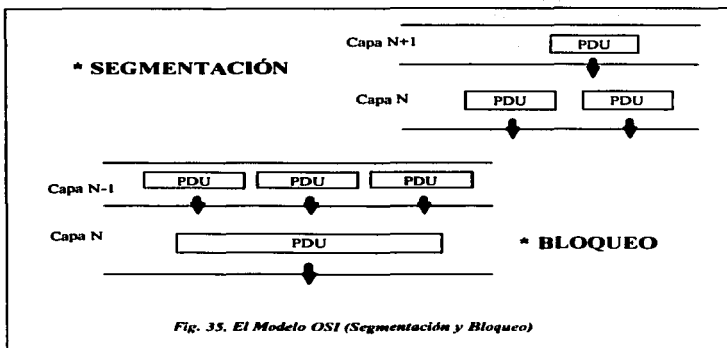 Capa N+1
PDU
* SEGMENTACIÓN
Capa N
PDU PDU
Capa N-1
PDU PDU PDU
Capa N
PDU
* BLOQUEO
Fig. 35. El Modelo OSI (Segmentación y Bloqueo)